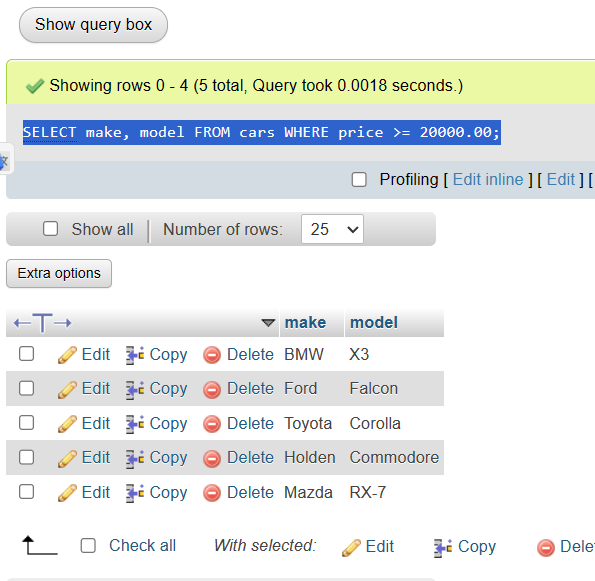 Show query box
Showing rows 0 - 4 (5 total, Query took 0.0018 seconds.)
SELECT make, model FROM cars WHERE price >= 20000.00;
Profiling [ Edit inline ] [ Edit ] [
Show all Number of rows: 25
Extra options
make model
Edit Copy Delete BMW X3
Edit Copy Delete Ford Falcon
Edit Copy Delete Toyota Corolla
Edit Copy Delete Holden Commodore
Edit Copy Delete Mazda RX-7
Check all With selected: Edit Copy Dele